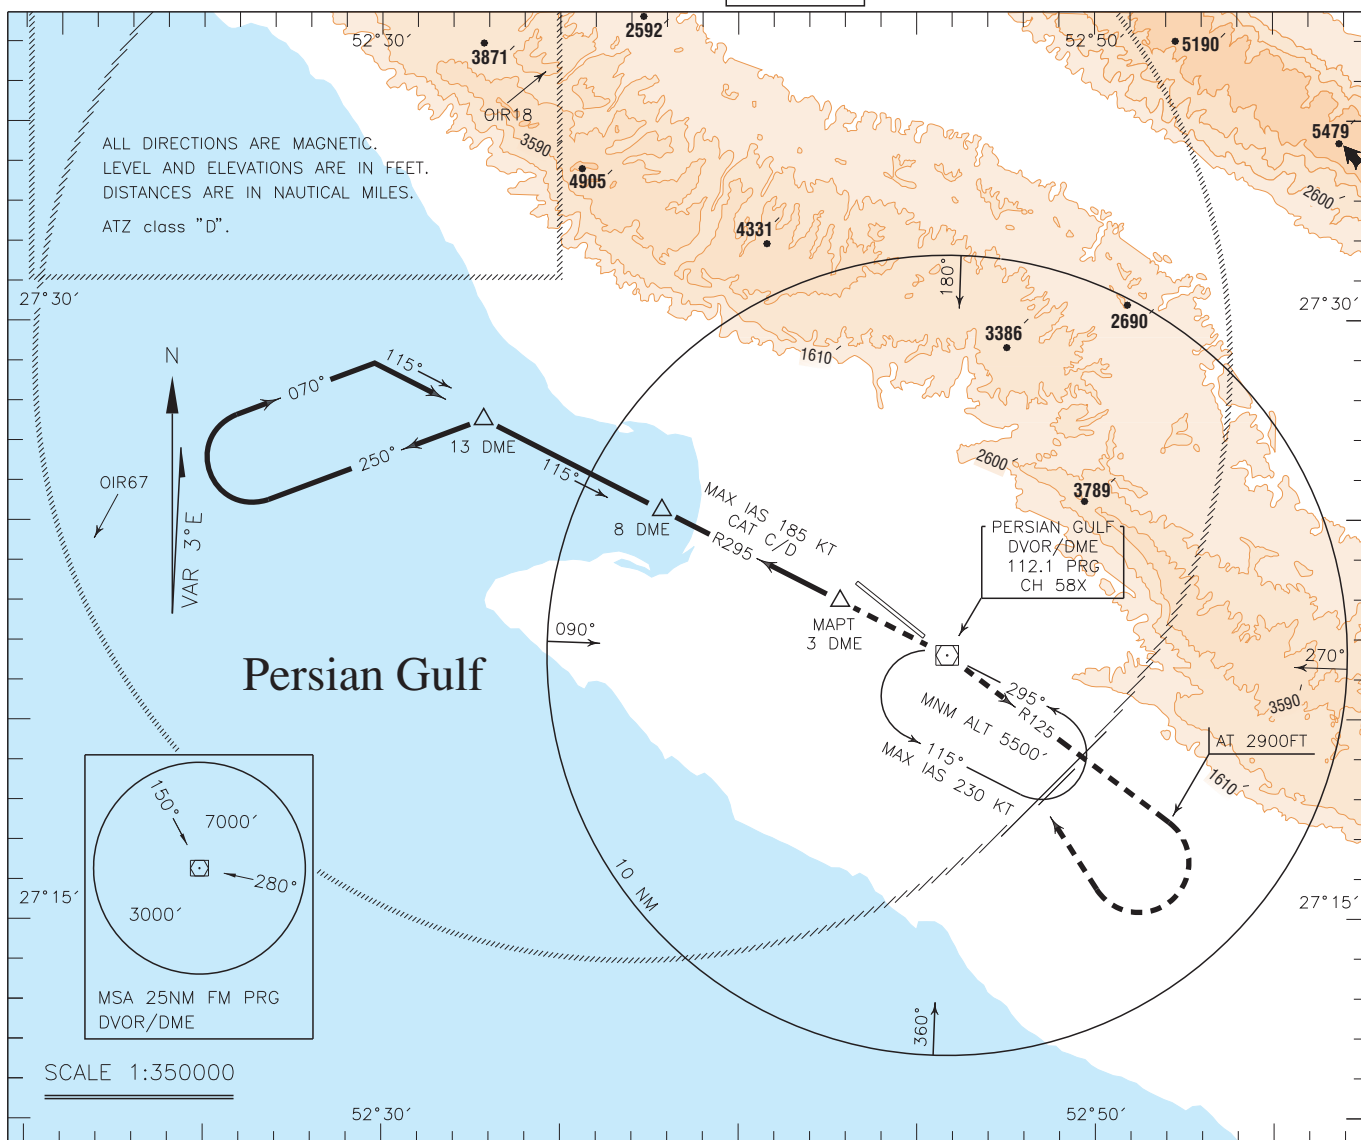 52°30′
52°50′
2592′
3871′
5190′
OIR18
5479
3590
ALL DIRECTIONS ARE MAGNETIC.
LEVEL AND ELEVATIONS ARE IN FEET.
DISTANCES ARE IN NAUTICAL MILES.
ATZ class "D".
4905′
2600′
4331′
180°
27°30′
27°30′
2690′
3386′
1610′
N
115°
070°
13 DME
250°
115°
2600′
3789′
OIR67
VAR 3°E
8 DME
MAX IAS 185 KT
CAT C/D
R295
PERSIAN GULF
DVOR/DME
112.1 PRG
CH 58X
MAPT
3 DME
090°
270°
Persian Gulf
295°
R125
MNM ALT 5500′
115°
MAX IAS 230 KT
3590′
AT 2900FT
1610′
150°
7000′
280°
3000′
10 NM
27°15′
27°15′
MSA 25NM FM PRG
DVOR/DME
360°
SCALE 1:350000
52°30′
52°50′